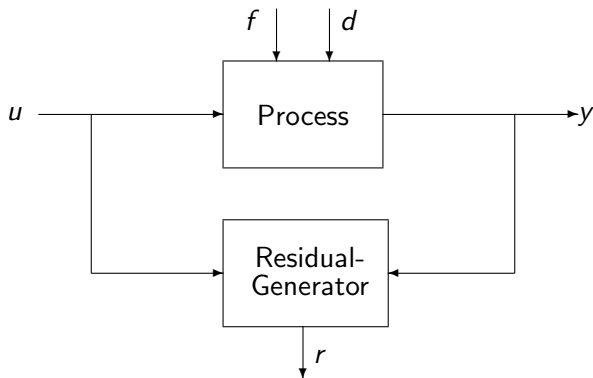 f d
u Process y
Residual-
Generator
r